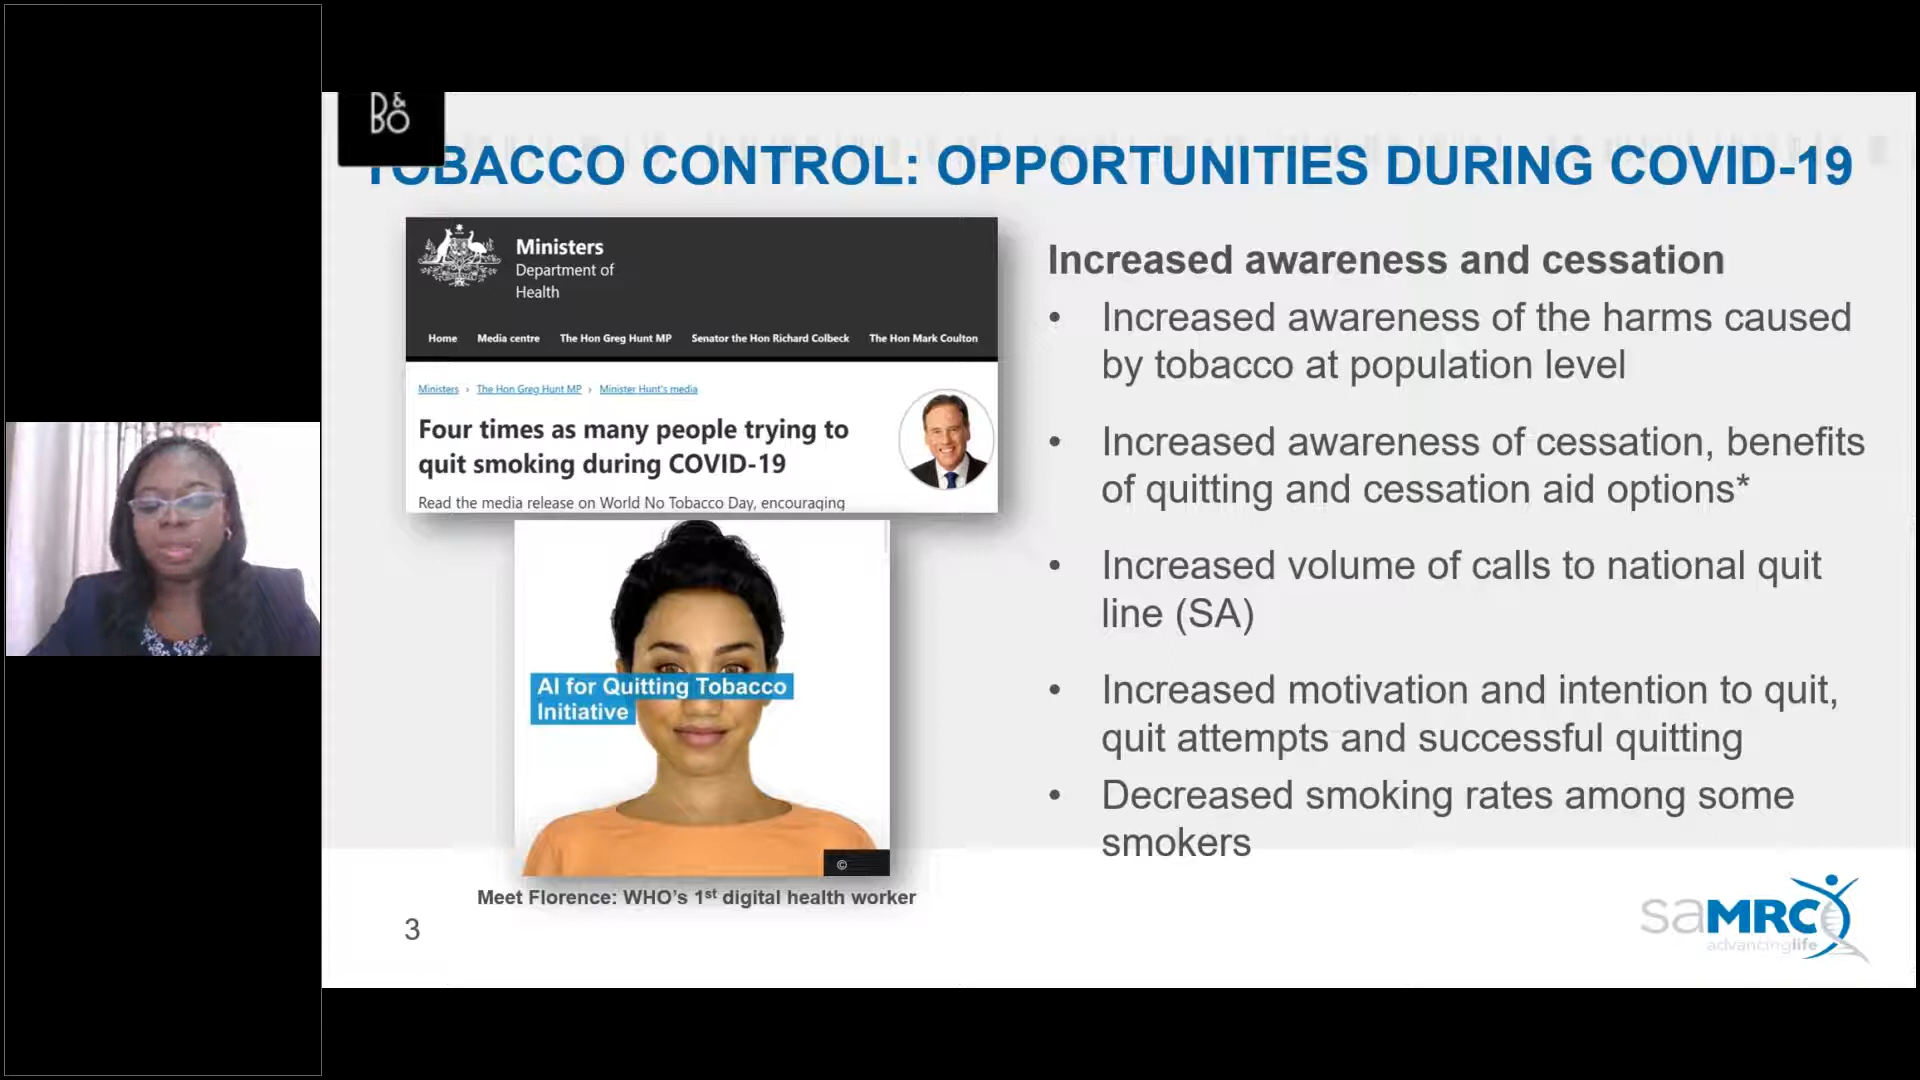 B&
BO
TOBACCO CONTROL: OPPORTUNITIES DURING COVID-19
Ministers
Department of
Health
Home Media centre The Hon Greg Hunt MP Senator the Hon Richard Colbeck The Hon Mark Coulton
Ministers › The Hon Greg Hunt MP › Minister Hunt's media
Four times as many people trying to
quit smoking during COVID-19
Read the media release on World No Tobacco Day, encouraging
AI for Quitting Tobacco
Initiative
©
Meet Florence: WHO's 1st digital health worker
3
Increased awareness and cessation
• Increased awareness of the harms caused
by tobacco at population level
• Increased awareness of cessation, benefits
of quitting and cessation aid options*
• Increased volume of calls to national quit
line (SA)
• Increased motivation and intention to quit,
quit attempts and successful quitting
• Decreased smoking rates among some
smokers
saMRC
advancinglife